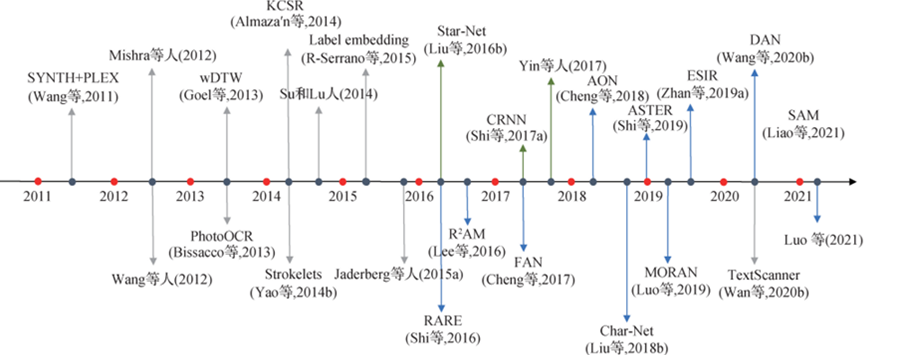 KCSR
(Almaza'n等,2014)
Label embedding
(R-Serrano等,2015)
Star-Net
(Liu等,2016b)
DAN
(Wang等,2020b)
Mishra等人(2012)
Yin等人(2017)
SYNTH+PLEX
(Wang等,2011)
wDTW
(Goel等,2013)
Su和Lu人(2014)
AON
(Cheng等,2018)
ESIR
(Zhan等,2019a)
CRNN
(Shi等,2017a)
ASTER
(Shi等,2019)
SAM
(Liao等,2021)
2011
2012
2013
2014
2015
2016
2017
2018
2019
2020
2021
PhotoOCR
(Bissacco等,2013)
R²AM
(Lee等,2016)
Luo 等(2021)
Wang等人(2012)
Strokelets
(Yao等,2014b)
Jaderberg等人(2015a)
FAN
(Cheng等,2017)
MORAN
(Luo等,2019)
TextScanner
(Wan等,2020b)
RARE
(Shi等,2016)
Char-Net
(Liu等,2018b)